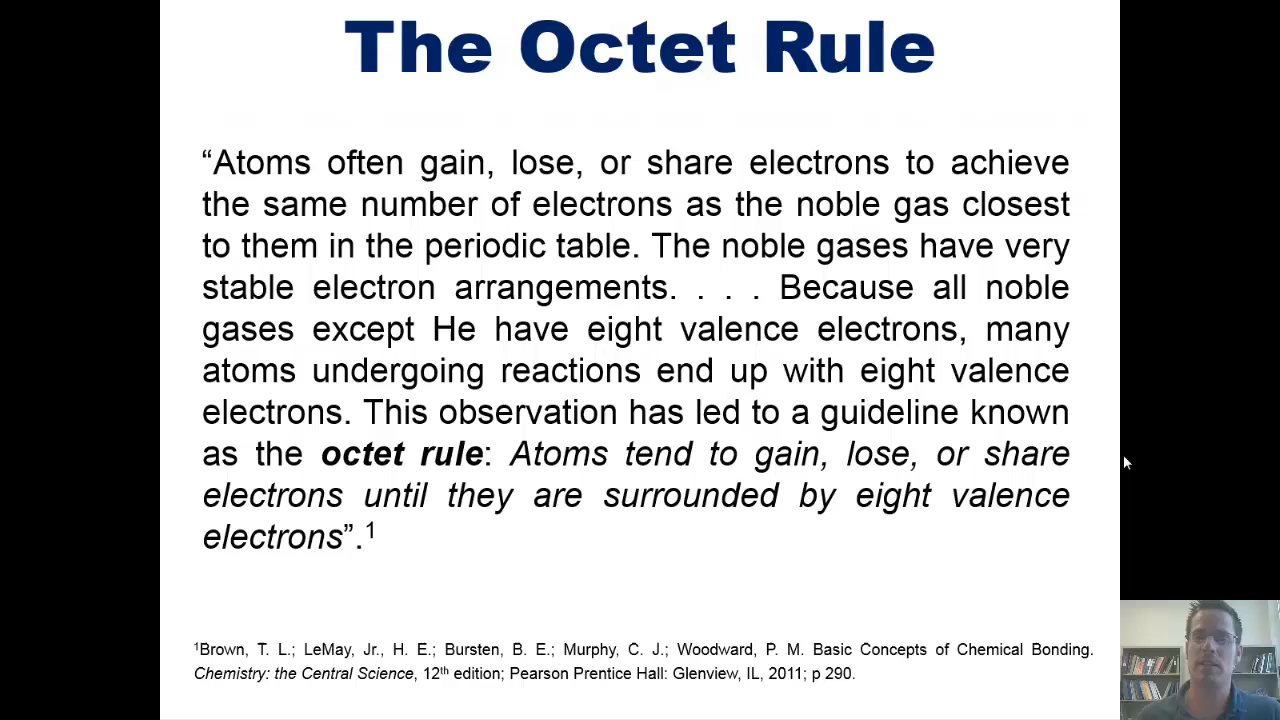 The Octet Rule
“Atoms often gain, lose, or share electrons to achieve
the same number of electrons as the noble gas closest
to them in the periodic table. The noble gases have very
stable electron arrangements. . . . Because all noble
gases except He have eight valence electrons, many
atoms undergoing reactions end up with eight valence
electrons. This observation has led to a guideline known
as the octet rule: Atoms tend to gain, lose, or share
electrons until they are surrounded by eight valence
electrons”.¹
¹Brown, T. L.; LeMay, Jr., H. E.; Bursten, B. E.; Murphy, C. J.; Woodward, P. M. Basic Concepts of Chemical Bonding.
Chemistry: the Central Science, 12th edition; Pearson Prentice Hall: Glenview, IL, 2011; p 290.